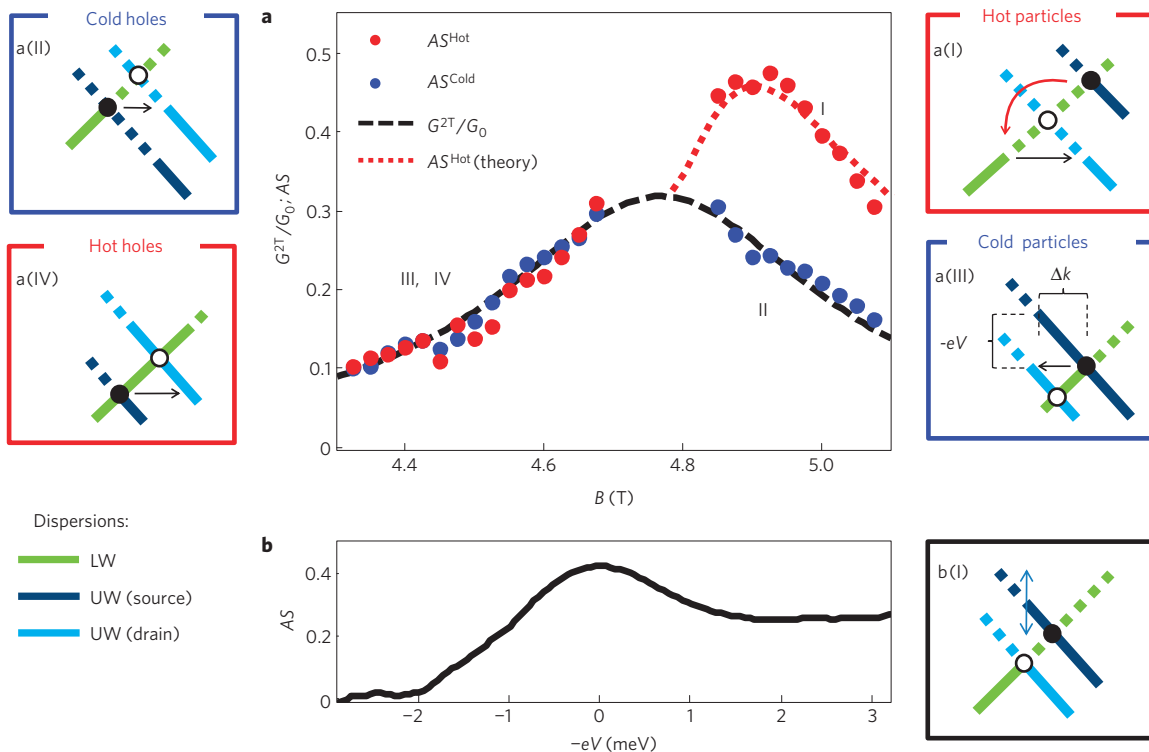 Cold holes
a(II)
Hot holes
a(IV)
Dispersions:
LW
UW (source)
UW (drain)
a
AS^Hot
AS^Cold
G^2T/G_0
AS^Hot (theory)
I
II
III, IV
G^2T/G_0; AS
0.5
0.4
0.3
0.2
0.1
0
4.4
4.6
4.8
5.0
B (T)
b
AS
0.4
0.2
0
−2
−1
0
1
2
3
−eV (meV)
Hot particles
a(I)
Cold particles
a(III)
Δk
-eV
b(I)